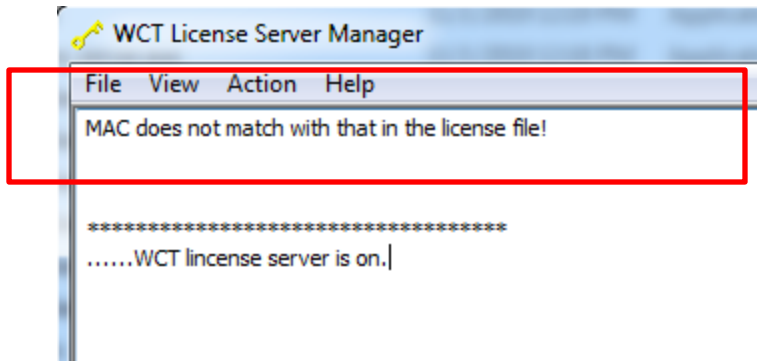 WCT License Server Manager
File View Action Help
MAC does not match with that in the license file!
***********************************
......WCT lincense server is on.